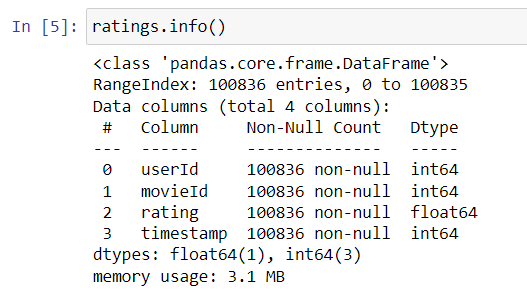 In [5]: ratings.info()
<class 'pandas.core.frame.DataFrame'>
RangeIndex: 100836 entries, 0 to 100835
Data columns (total 4 columns):
 #   Column     Non-Null Count   Dtype
---  ------     --------------   -----
 0   userId     100836 non-null  int64
 1   movieId    100836 non-null  int64
 2   rating     100836 non-null  float64
 3   timestamp  100836 non-null  int64
dtypes: float64(1), int64(3)
memory usage: 3.1 MB